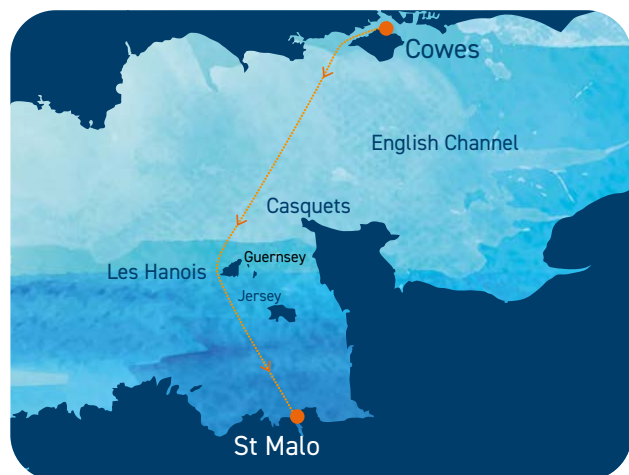 Cowes
English Channel
Casquets
Guernsey
Les Hanois
Jersey
St Malo